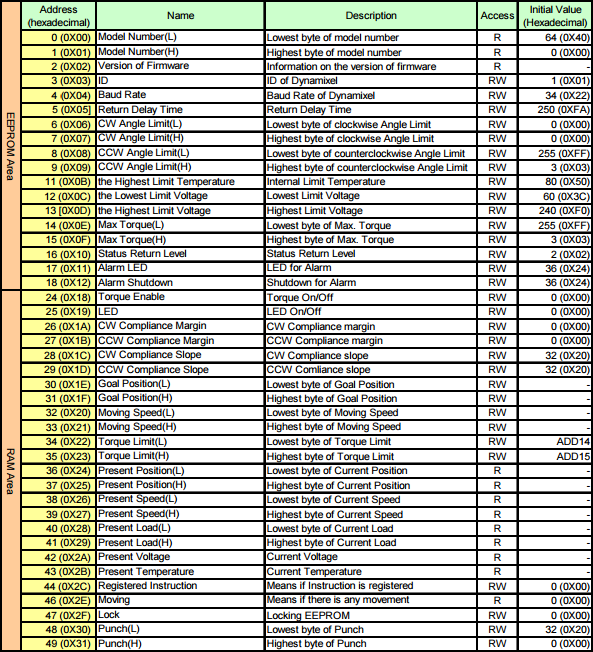 Address (hexadecimal) Name Description Access Initial Value (Hexadecimal)
EEPROM Area
0 (0X00) Model Number(L) Lowest byte of model number R 64 (0X40)
1 (0X01) Model Number(H) Highest byte of model number R 0 (0X00)
2 (0X02) Version of Firmware Information on the version of firmware R -
3 (0X03) ID ID of Dynamixel RW 1 (0X01)
4 (0X04) Baud Rate Baud Rate of Dynamixel RW 34 (0X22)
5 (0X05] Return Delay Time Return Delay Time RW 250 (0XFA)
6 (0X06) CW Angle Limit(L) Lowest byte of clockwise Angle Limit RW 0 (0X00)
7 (0X07) CW Angle Limit(H) Highest byte of clockwise Angle Limit RW 0 (0X00)
8 (0X08) CCW Angle Limit(L) Lowest byte of counterclockwise Angle Limit RW 255 (0XFF)
9 (0X09) CCW Angle Limit(H) Highest byte of counterclockwise Angle Limit RW 3 (0X03)
11 (0X0B) the Highest Limit Temperature Internal Limit Temperature RW 80 (0X50)
12 (0X0C) the Lowest Limit Voltage Lowest Limit Voltage RW 60 (0X3C)
13 [0X0D) the Highest Limit Voltage Highest Limit Voltage RW 240 (0XF0)
14 (0X0E) Max Torque(L) Lowest byte of Max. Torque RW 255 (0XFF)
15 (0X0F) Max Torque(H) Highest byte of Max. Torque RW 3 (0X03)
16 (0X10) Status Return Level Status Return Level RW 2 (0X02)
17 (0X11) Alarm LED LED for Alarm RW 36 (0X24)
18 (0X12) Alarm Shutdown Shutdown for Alarm RW 36 (0X24)
RAM Area
24 (0X18) Torque Enable Torque On/Off RW 0 (0X00)
25 (0X19) LED LED On/Off RW 0 (0X00)
26 (0X1A) CW Compliance Margin CW Compliance margin RW 0 (0X00)
27 (0X1B) CCW Compliance Margin CCW Compliance margin RW 0 (0X00)
28 (0X1C) CW Compliance Slope CW Compliance slope RW 32 (0X20)
29 (0X1D) CCW Compliance Slope CCW Comliance slope RW 32 (0X20)
30 (0X1E) Goal Position(L) Lowest byte of Goal Position RW -
31 (0X1F) Goal Position(H) Highest byte of Goal Position RW -
32 (0X20) Moving Speed(L) Lowest byte of Moving Speed RW -
33 (0X21) Moving Speed(H) Highest byte of Moving Speed RW -
34 (0X22) Torque Limit(L) Lowest byte of Torque Limit RW ADD14
35 (0X23) Torque Limit(H) Highest byte of Torque Limit RW ADD15
36 (0X24) Present Position(L) Lowest byte of Current Position R -
37 (0X25) Present Position(H) Highest byte of Current Position R -
38 (0X26) Present Speed(L) Lowest byte of Current Speed R -
39 (0X27) Present Speed(H) Highest byte of Current Speed R -
40 (0X28) Present Load(L) Lowest byte of Current Load R -
41 (0X29) Present Load(H) Highest byte of Current Load R -
42 (0X2A) Present Voltage Current Voltage R -
43 (0X2B) Present Temperature Current Temperature R -
44 (0X2C) Registered Instruction Means if Instruction is registered RW 0 (0X00)
46 (0X2E) Moving Means if there is any movement R 0 (0X00)
47 (0X2F) Lock Locking EEPROM RW 0 (0X00)
48 (0X30) Punch(L) Lowest byte of Punch RW 32 (0X20)
49 (0X31) Punch(H) Highest byte of Punch RW 0 (0X00)